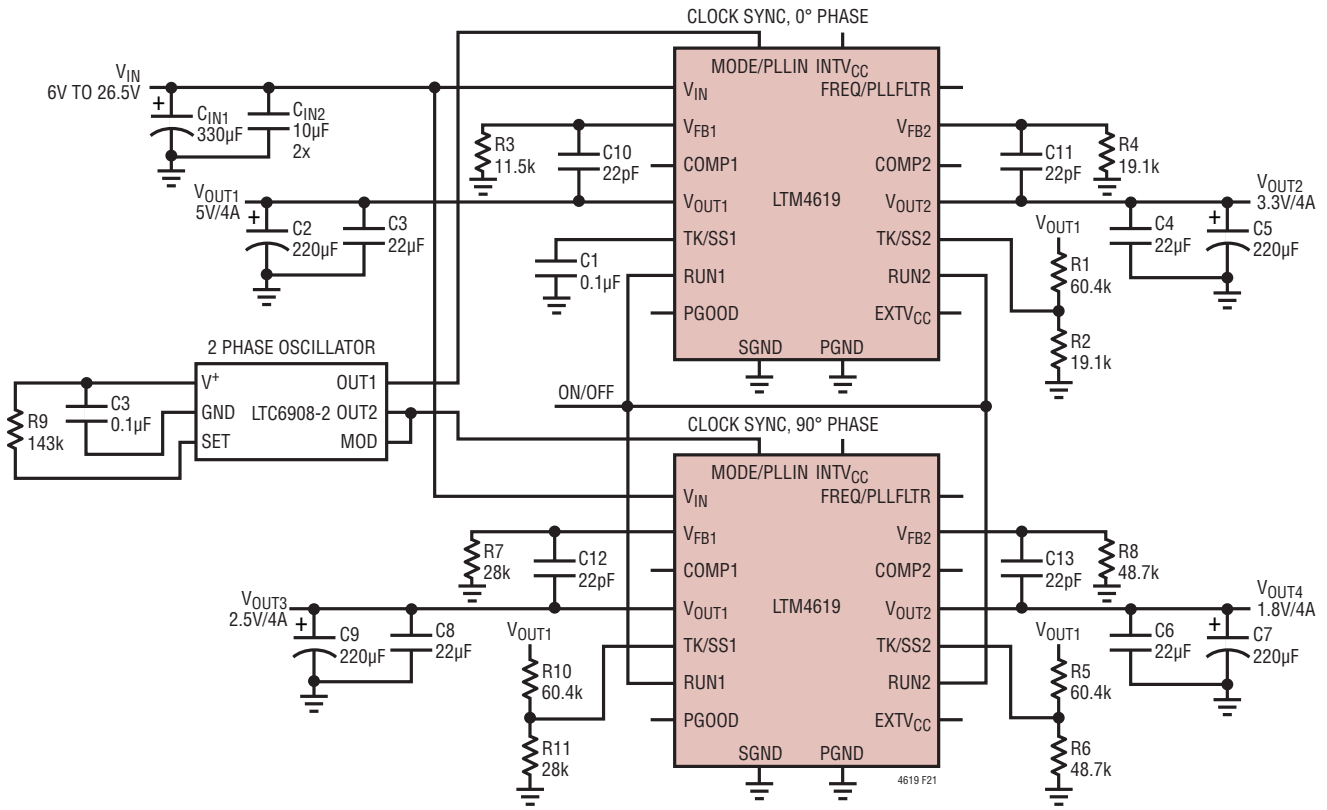 CLOCK SYNC, 0° PHASE
MODE/PLLIN INTVCC
VIN
6V TO 26.5V
CIN1
330µF
CIN2
10µF
2x
VIN
FREQ/PLLFLTR
VFB1
VFB2
R3
11.5k
C10
22pF
COMP1
COMP2
C11
22pF
R4
19.1k
VOUT1
5V/4A
VOUT1
LTM4619
VOUT2
VOUT2
3.3V/4A
C2
220µF
C3
22µF
TK/SS1
TK/SS2
VOUT1
C4
22µF
C5
220µF
C1
0.1µF
RUN1
RUN2
R1
60.4k
PGOOD
EXTVCC
R2
19.1k
SGND
PGND
2 PHASE OSCILLATOR
V+
OUT1
GND
LTC6908-2
OUT2
SET
MOD
R9
143k
C3
0.1µF
ON/OFF
CLOCK SYNC, 90° PHASE
MODE/PLLIN INTVCC
VIN
FREQ/PLLFLTR
VFB1
VFB2
R7
28k
C12
22pF
COMP1
COMP2
C13
22pF
R8
48.7k
VOUT3
2.5V/4A
VOUT1
LTM4619
VOUT2
VOUT4
1.8V/4A
C9
220µF
C8
22µF
VOUT1
TK/SS1
TK/SS2
VOUT1
C6
22µF
C7
220µF
R10
60.4k
RUN1
RUN2
R5
60.4k
PGOOD
EXTVCC
R11
28k
SGND
PGND
R6
48.7k
4619 F21